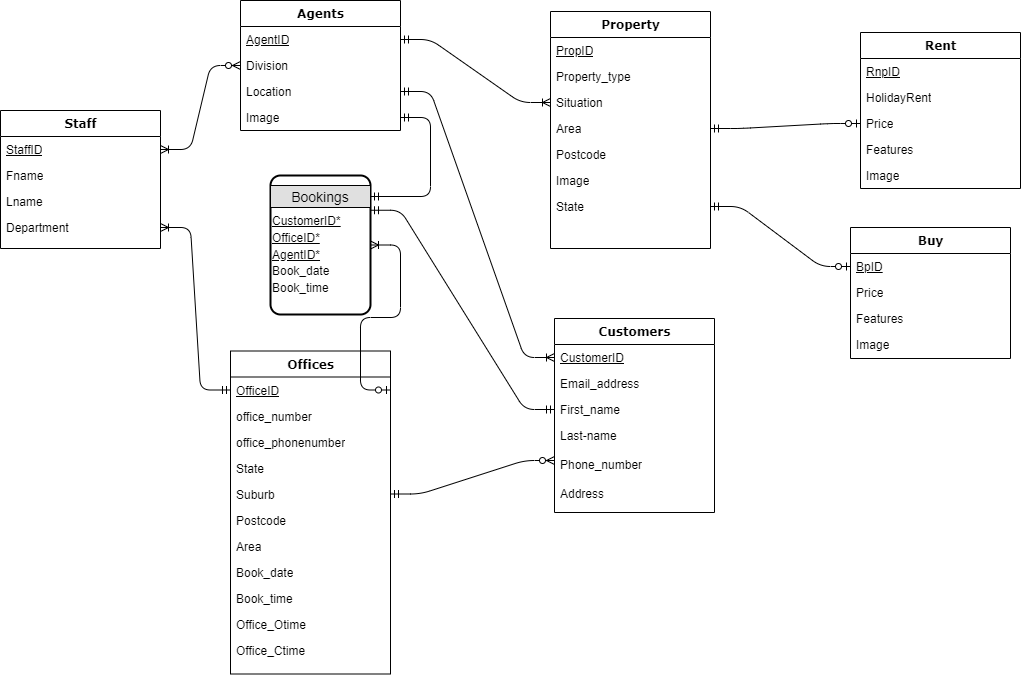 Agents
AgentID
Division
Location
Image
Property
PropID
Property_type
Situation
Area
Postcode
Image
State
Rent
RnpID
HolidayRent
Price
Features
Image
Staff
StaffID
Fname
Lname
Department
Bookings
CustomerID*
OfficeID*
AgentID*
Book_date
Book_time
Buy
BpID
Price
Features
Image
Customers
CustomerID
Email_address
First_name
Last-name
Phone_number
Address
Offices
OfficeID
office_number
office_phonenumber
State
Suburb
Postcode
Area
Book_date
Book_time
Office_Otime
Office_Ctime